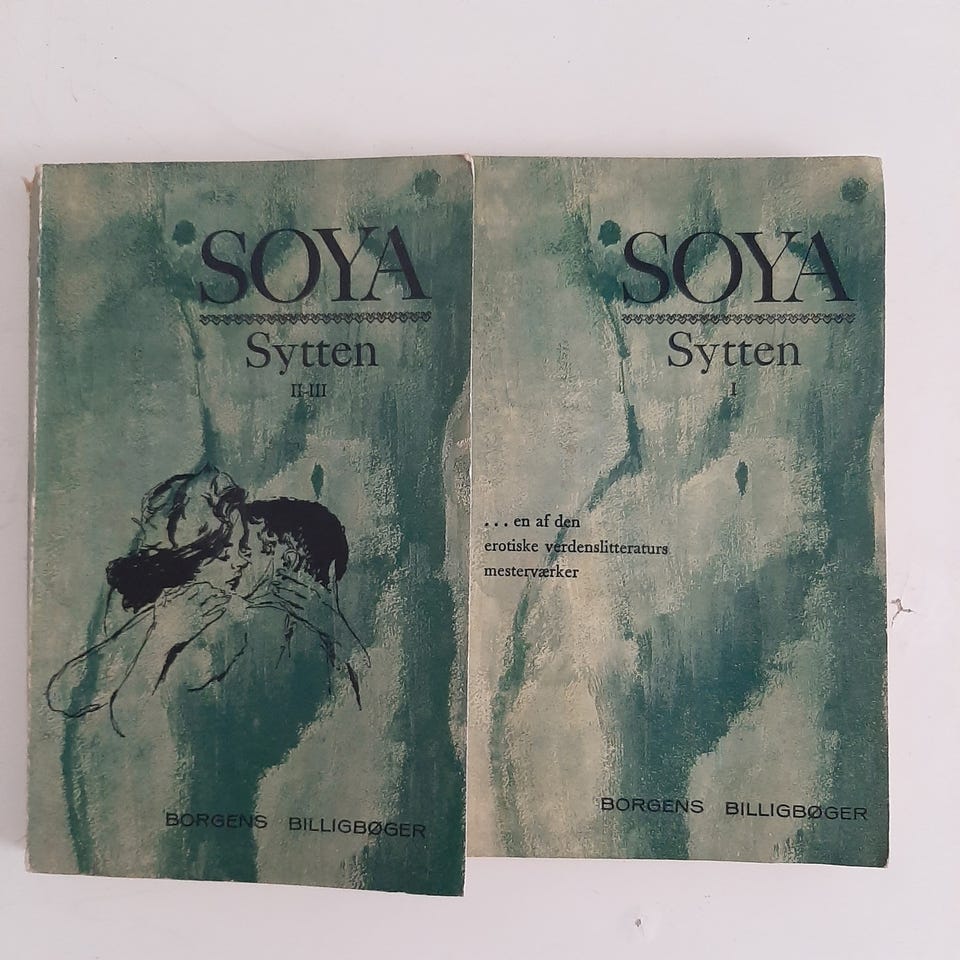 SOYA
Sytten
II-III
BORGENS BILLIGBØGER
SOYA
Sytten
I
... en af den
erotiske verdenslitteraturs
mesterværker
BORGENS BILLIGBØGER